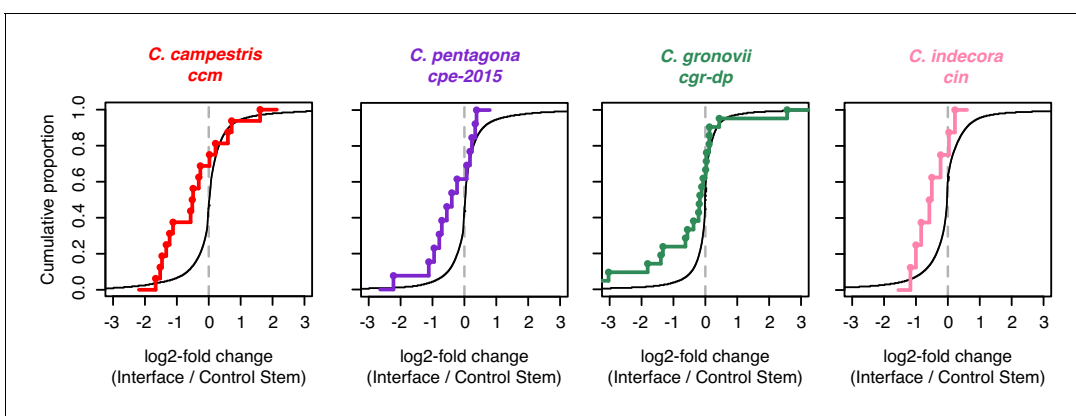 C. campestris
ccm
C. pentagona
cpe-2015
C. gronovii
cgr-dp
C. indecora
cin
Cumulative proportion
1.0
0.8
0.6
0.4
0.2
0.0
-3 -2 -1 0 1 2 3
-3 -2 -1 0 1 2 3
-3 -2 -1 0 1 2 3
-3 -2 -1 0 1 2 3
log2-fold change
(Interface / Control Stem)
log2-fold change
(Interface / Control Stem)
log2-fold change
(Interface / Control Stem)
log2-fold change
(Interface / Control Stem)